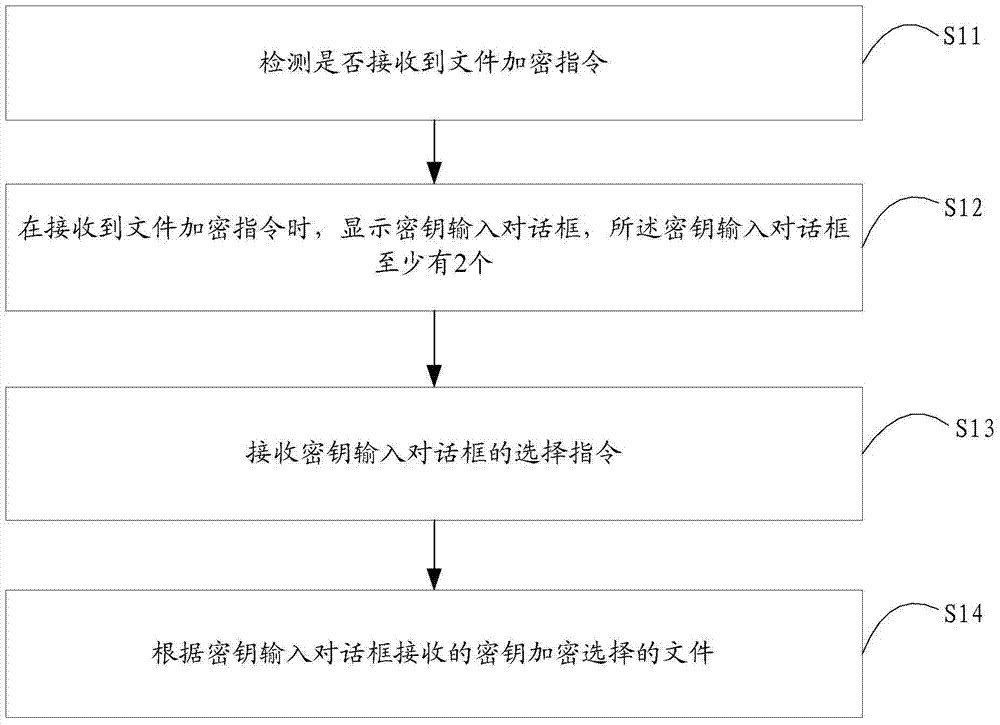 检测是否接收到文件加密指令
S11
在接收到文件加密指令时，显示密钥输入对话框，所述密钥输入对话框
至少有2个
S12
接收密钥输入对话框的选择指令
S13
根据密钥输入对话框接收的密钥加密选择的文件
S14